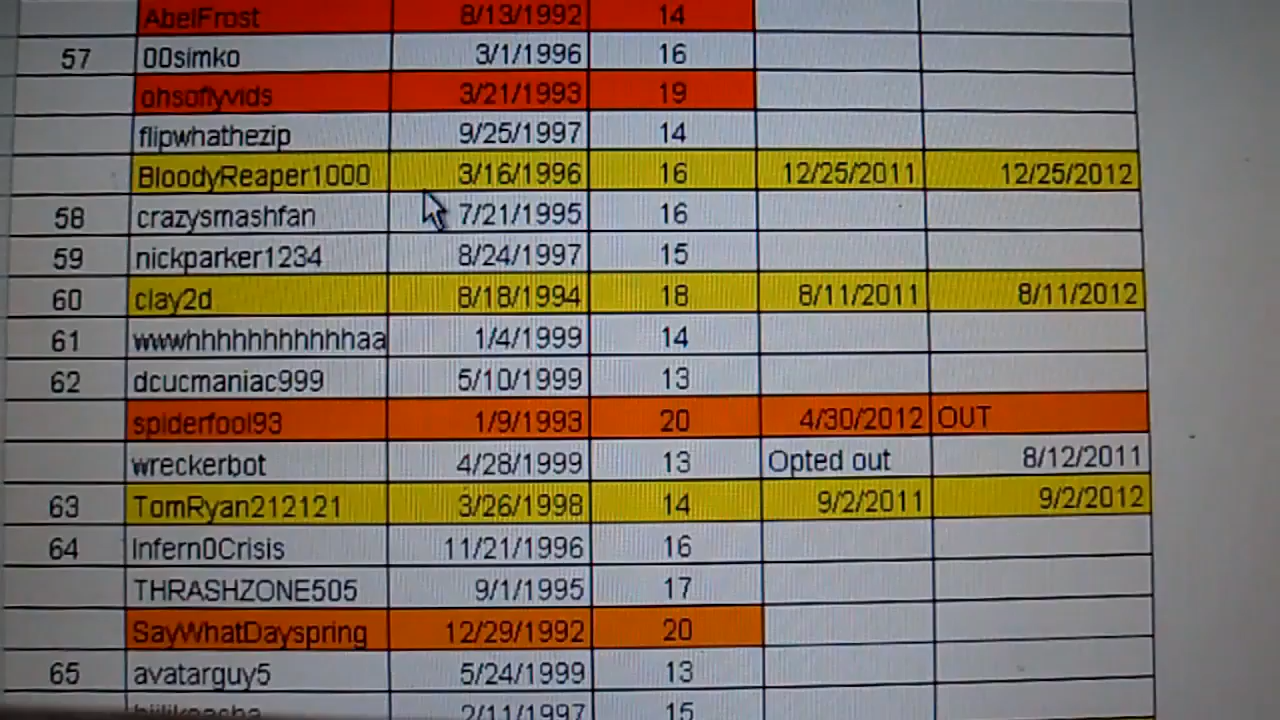 AbelFrost 8/13/1992 14
57 00simko 3/1/1996 16
ohsoflyvids 3/21/1993 19
flipwhathezip 9/25/1997 14
BloodyReaper1000 3/16/1996 16 12/25/2011 12/25/2012
58 crazysmashfan 7/21/1995 16
59 nickparker1234 8/24/1997 15
60 clay2d 8/18/1994 18 8/11/2011 8/11/2012
61 wwwhhhhhhhhhhhaa 1/4/1999 14
62 dcucmaniac999 5/10/1999 13
spiderfool93 1/9/1993 20 4/30/2012 OUT
wreckerbot 4/28/1999 13 Opted out 8/12/2011
63 TomRyan212121 3/26/1998 14 9/2/2011 9/2/2012
64 Infern0Crisis 11/21/1996 16
THRASHZONE505 9/1/1995 17
SayWhatDayspring 12/29/1992 20
65 avatarguy5 5/24/1999 13
2/11/1997 15